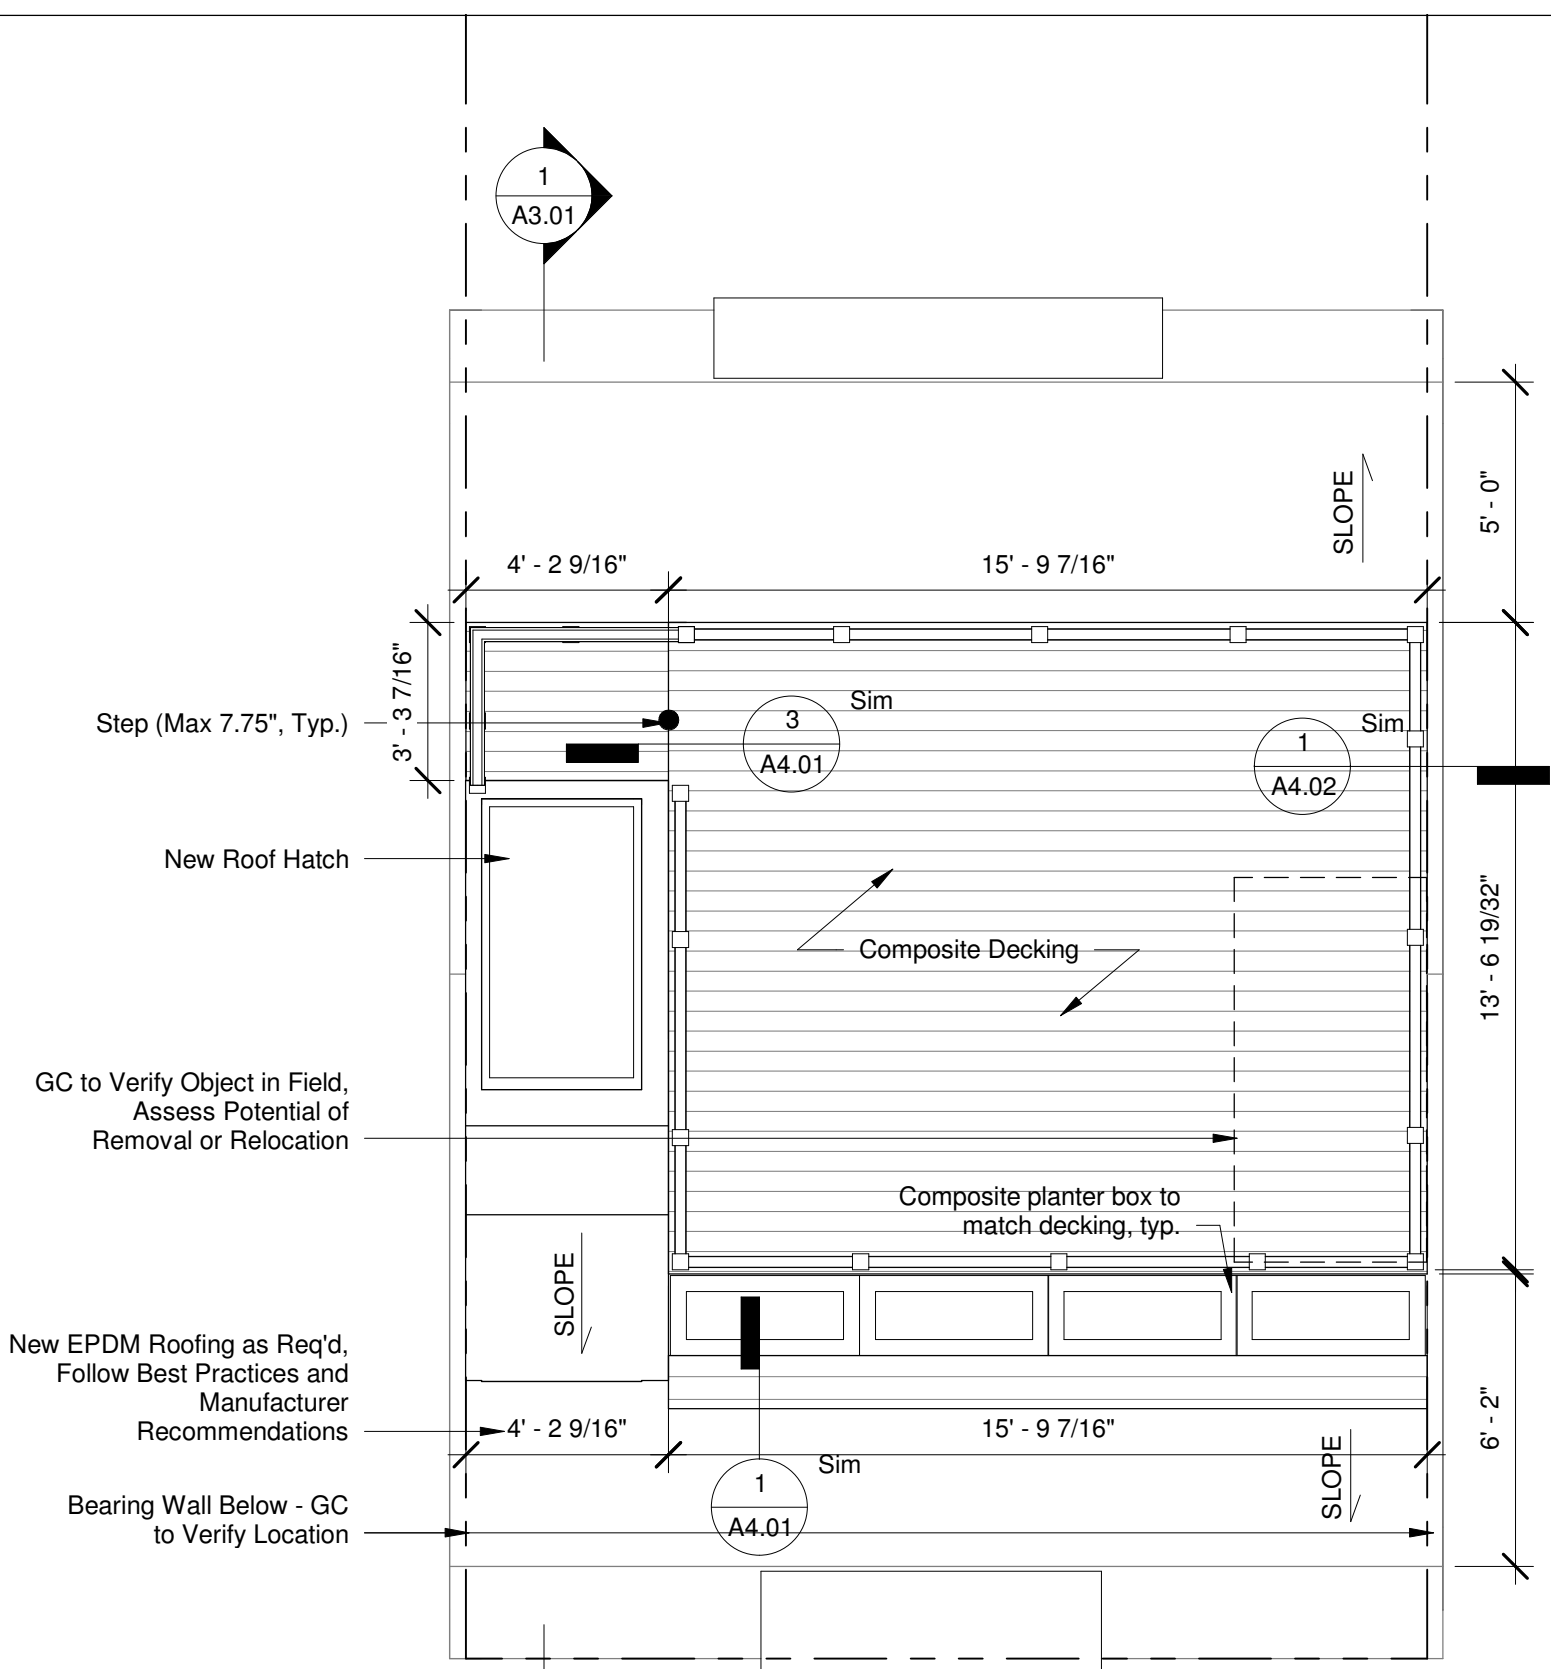 1
A3.01
SLOPE
5' - 0"
4' - 2 9/16"
15' - 9 7/16"
3' - 3 7/16"
Step (Max 7.75", Typ.)
3
A4.01
Sim
1
A4.02
Sim
New Roof Hatch
Composite Decking
13' - 6 19/32"
GC to Verify Object in Field,
Assess Potential of
Removal or Relocation
Composite planter box to
match decking, typ.
SLOPE
New EPDM Roofing as Req'd,
Follow Best Practices and
Manufacturer
Recommendations
4' - 2 9/16"
15' - 9 7/16"
6' - 2"
1
A4.01
Sim
SLOPE
Bearing Wall Below - GC
to Verify Location